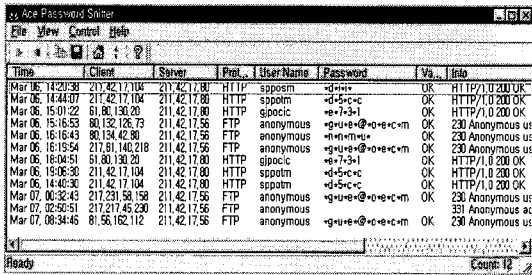 Ace Password Sniffer
File View Control Help
Time Client Server Prot... User Name Password Va... Info
Mar 06, 14:20:38 211,42,17,104 211,42,17,80 HTTP spposm OK HTTP/1,0 200 OK
Mar 06, 14:44:07 211,42,17,104 211,42,17,80 HTTP sppotm *d*5*c*c OK HTTP/1,0 200 OK
Mar 06, 15:01:22 61,80,130,20 211,42,17,80 HTTP gjpocic *e*7*3*1 OK HTTP/1,0 200 OK
Mar 06, 15:16:53 60,132,126,73 211,42,17,56 FTP anonymous *g*u*e*@*o*e*c*m OK 230 Anonymous us
Mar 06, 16:16:43 80,134,42,80 211,42,17,56 FTP anonymous *n*n*m*u* OK 230 Anonymous us
Mar 06, 16:19:54 217,61,140,218 211,42,17,56 FTP anonymous *g*u*e*@*o*e*c*m OK 230 Anonymous us
Mar 06, 18:04:51 61,80,130,20 211,42,17,80 HTTP gjpocic *e*7*3*1 OK HTTP/1,0 200 OK
Mar 06, 19:06:30 211,42,17,104 211,42,17,80 HTTP sppotm *d*5*c*c OK HTTP/1,0 200 OK
Mar 06, 14:40:30 211,42,17,104 211,42,17,80 HTTP sppotm *d*5*c*c OK HTTP/1,0 200 OK
Mar 07, 00:32:43 217,231,58,158 211,42,17,56 FTP anonymous *g*u*e*@*o*e*c*m OK 230 Anonymous us
Mar 07, 02:50:51 217,217,45,230 211,42,17,56 FTP anonymous 331 Anonymous ac
Mar 07, 08:34:46 81,56,162,112 211,42,17,56 FTP anonymous *g*u*e*@*o*e*c*m OK 230 Anonymous us
Ready Count: 12